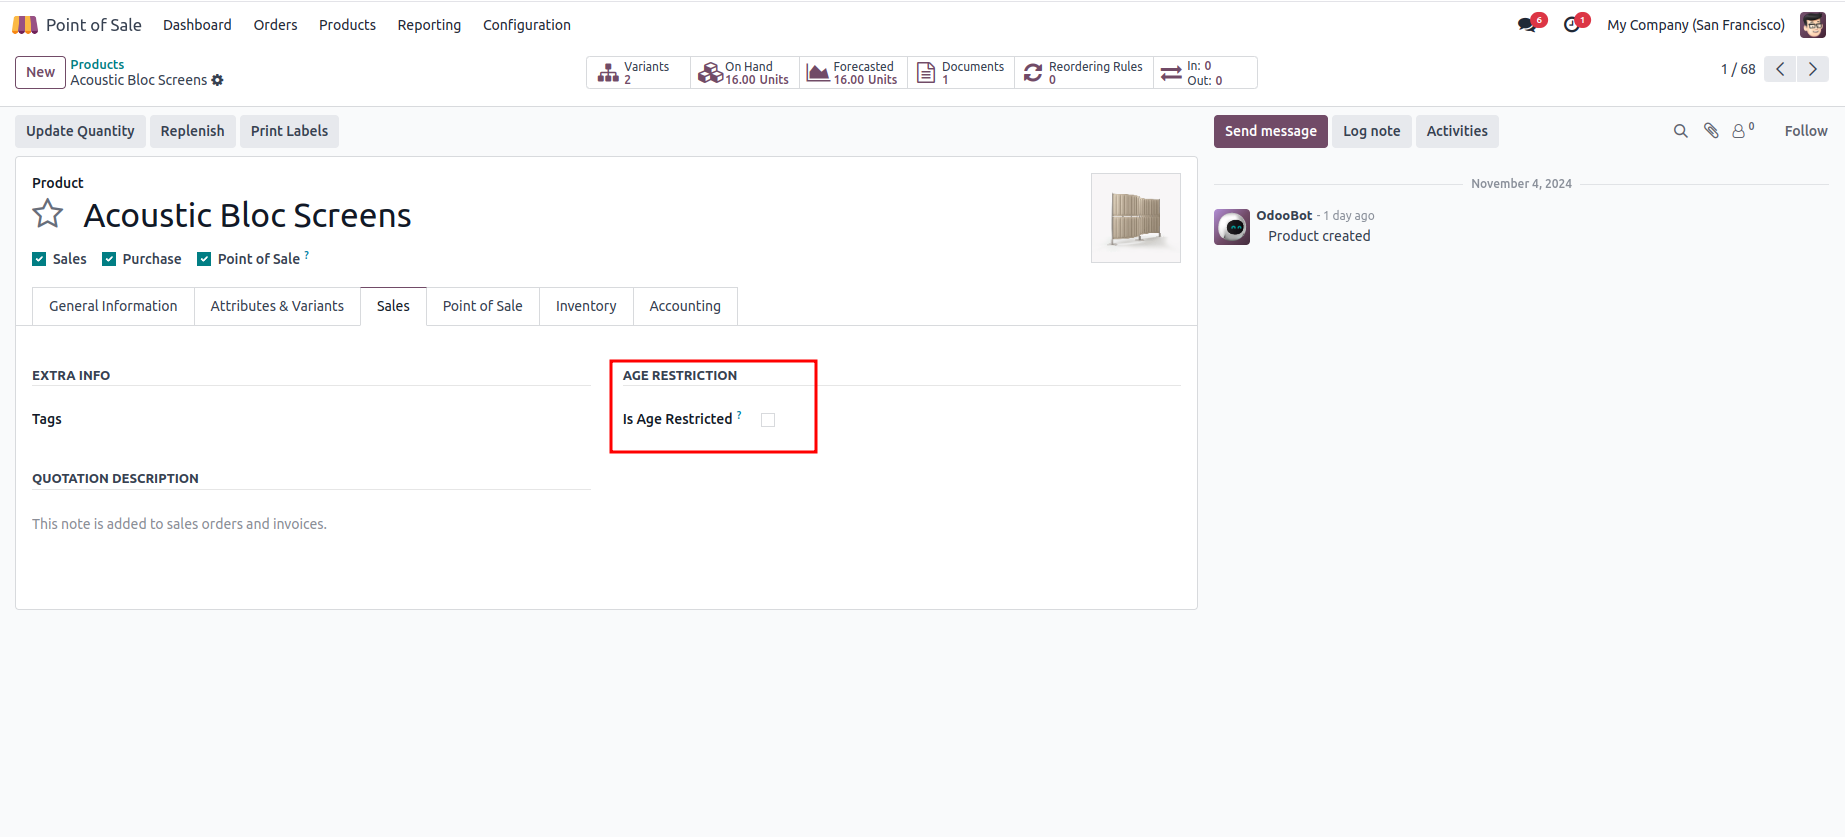 Point of Sale Dashboard Orders Products Reporting Configuration 6 1 My Company (San Francisco)
New Products
Acoustic Bloc Screens
Variants 2 On Hand 16.00 Units Forecasted 16.00 Units Documents 1 Reordering Rules 0 In: 0 Out: 0
1 / 68
Update Quantity Replenish Print Labels Send message Log note Activities 0 Follow
Product
Acoustic Bloc Screens
Sales Purchase Point of Sale ?
General Information Attributes & Variants Sales Point of Sale Inventory Accounting
EXTRA INFO
Tags
AGE RESTRICTION
Is Age Restricted ?
QUOTATION DESCRIPTION
This note is added to sales orders and invoices.
November 4, 2024
OdooBot - 1 day ago
Product created